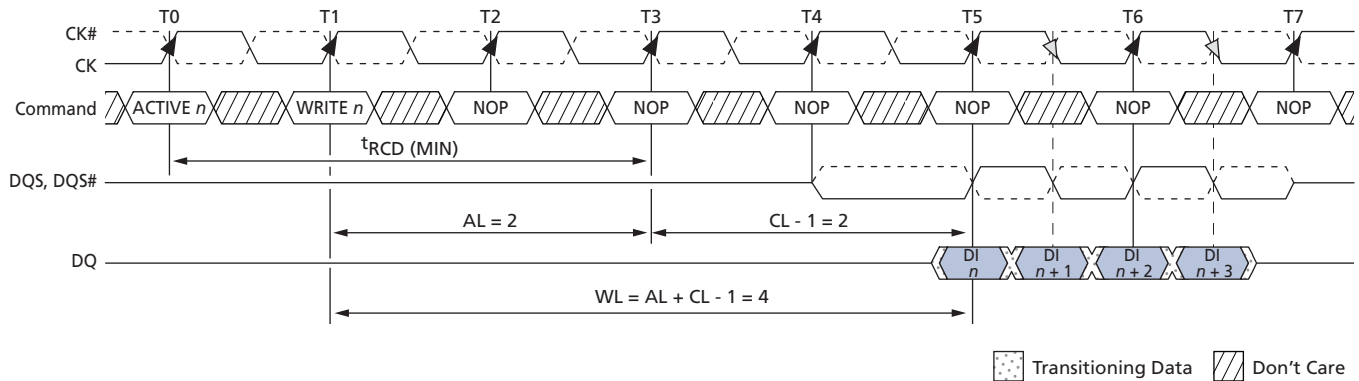 T0 T1 T2 T3 T4 T5 T6 T7
CK#
CK
Command ACTIVE n WRITE n NOP NOP NOP NOP NOP NOP
tRCD (MIN)
DQS, DQS#
AL = 2 CL - 1 = 2
DQ DI n DI n + 1 DI n + 2 DI n + 3
WL = AL + CL - 1 = 4
Transitioning Data Don't Care